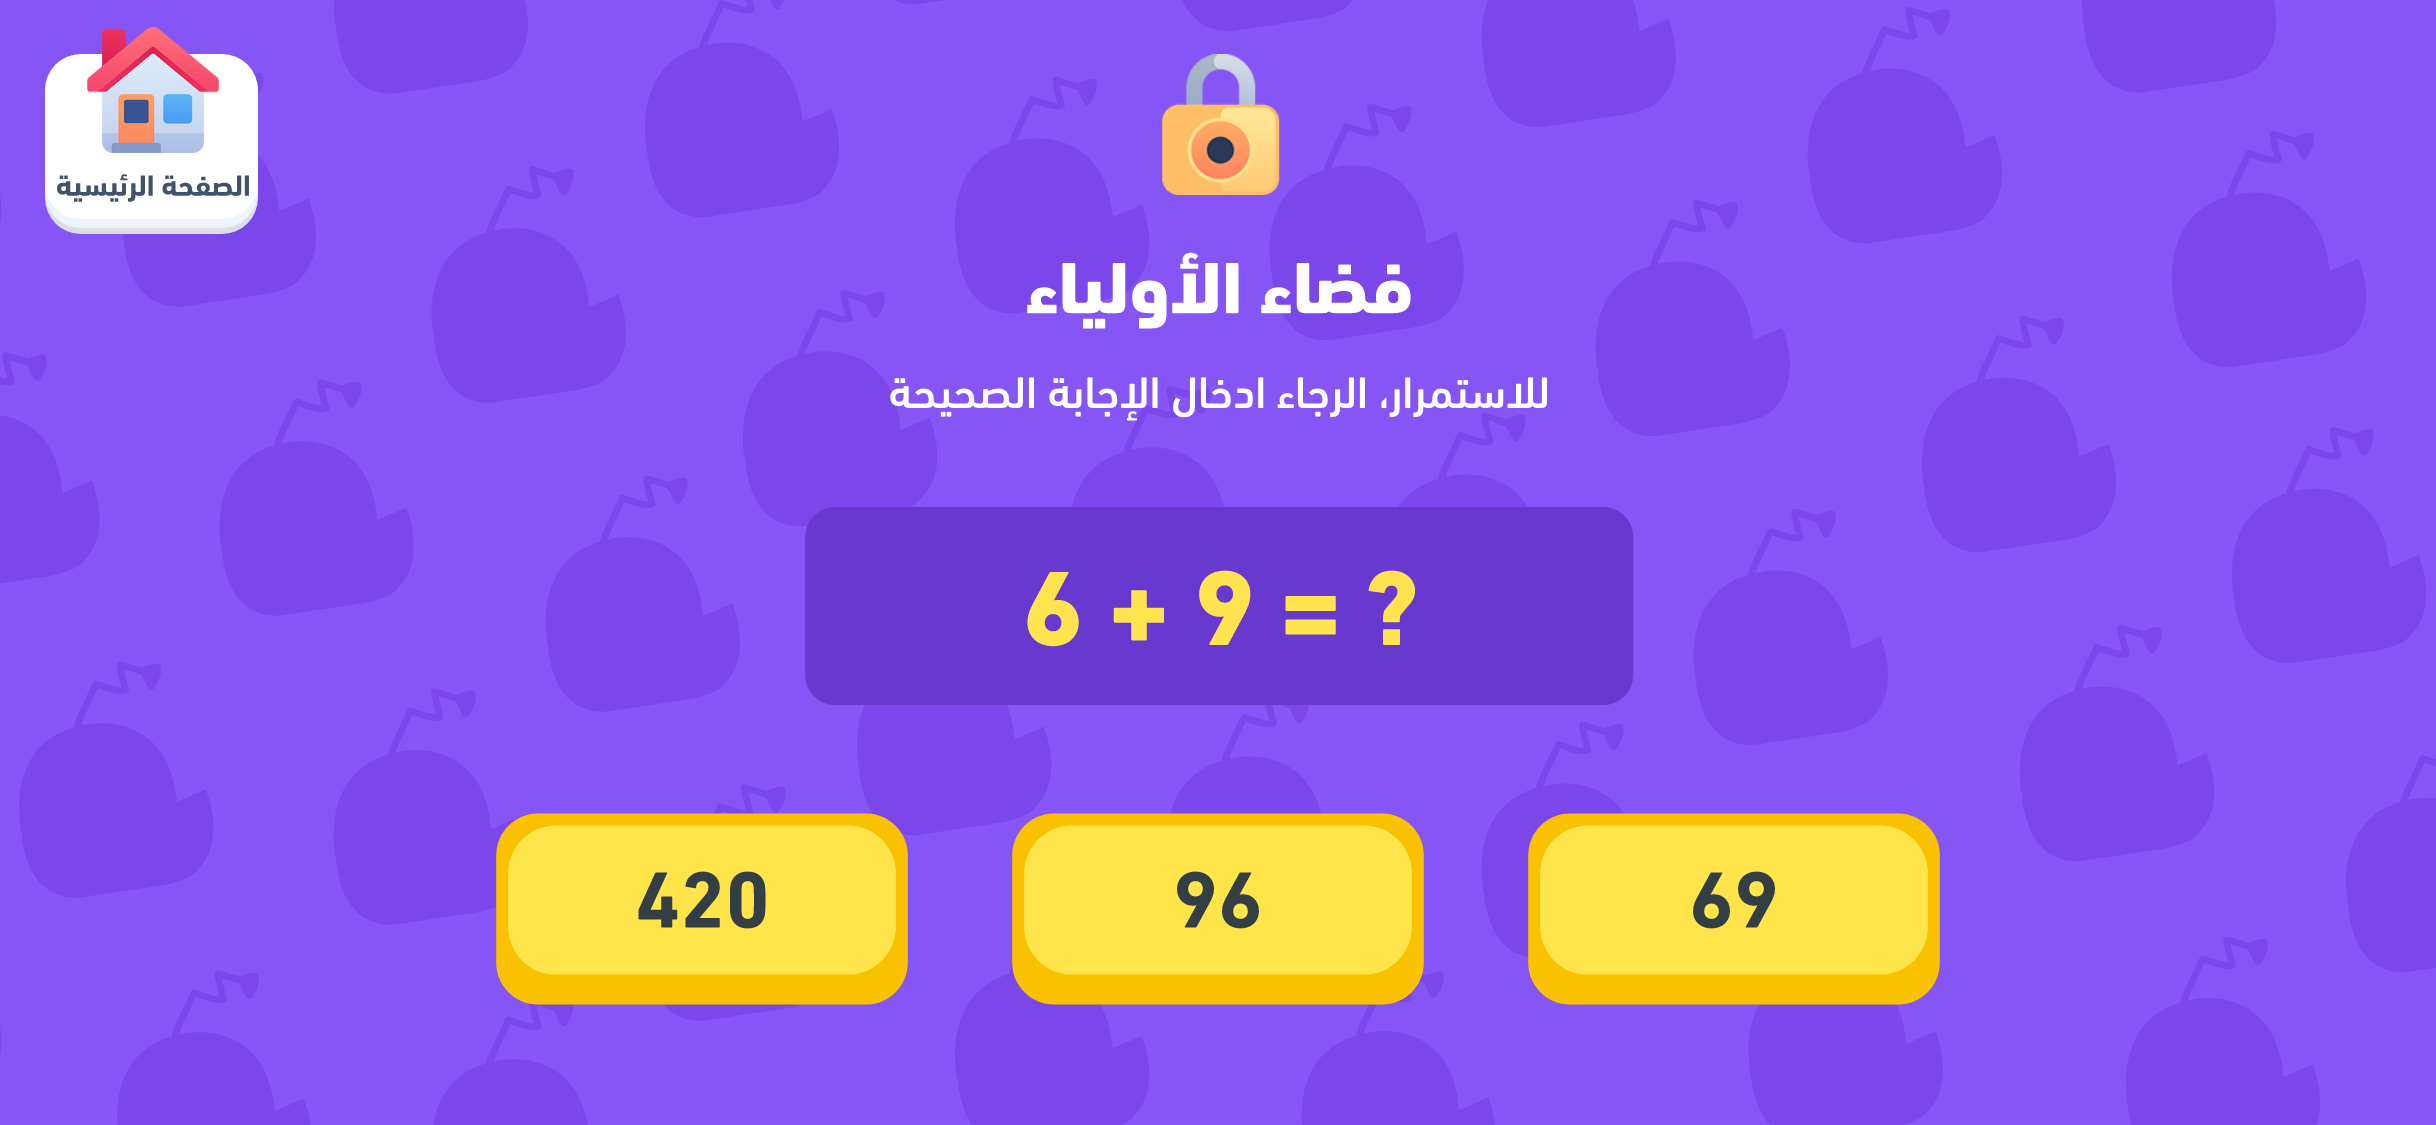 الصفحة الرئيسية
فضاء الأولياء
للاستمرار، الرجاء ادخال الإجابة الصحيحة
6 + 9 = ?
420
96
69